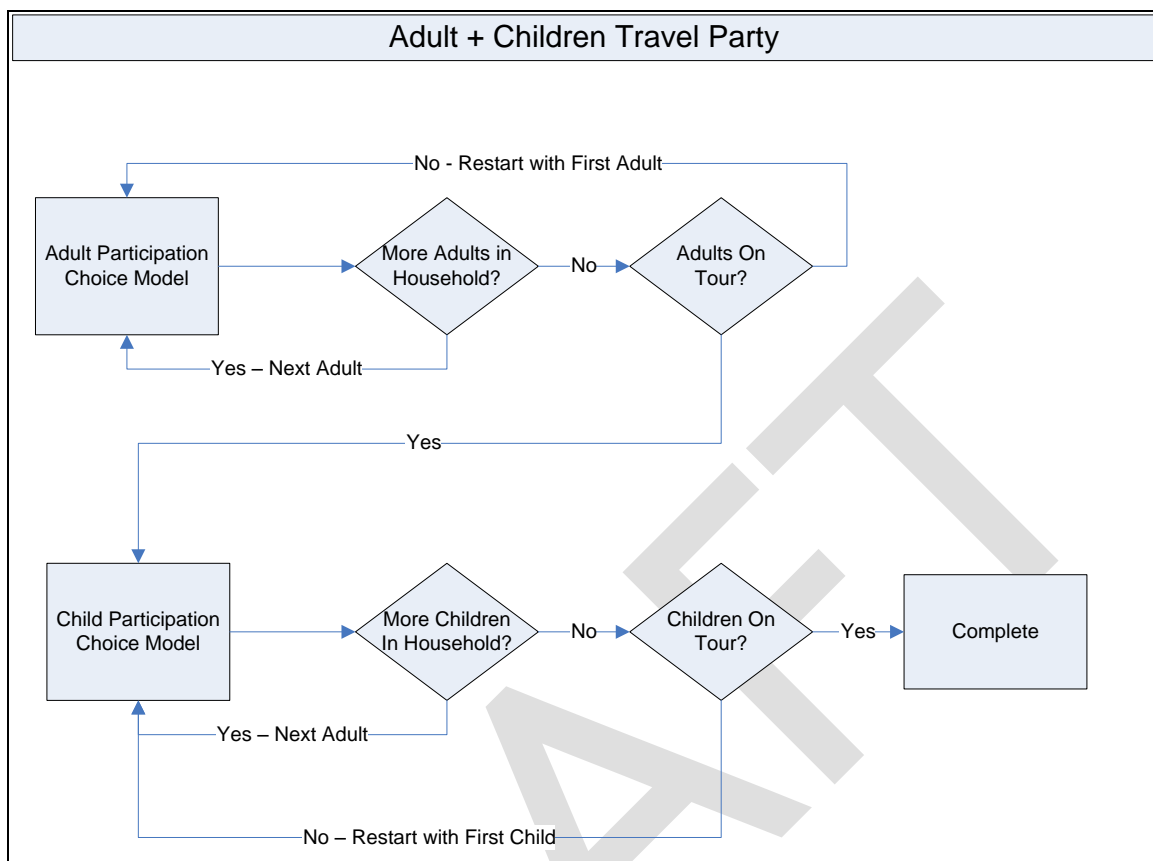 Adult + Children Travel Party
No - Restart with First Adult
Adult Participation
Choice Model
More Adults in
Household?
No
Adults On
Tour?
Yes – Next Adult
Yes
Child Participation
Choice Model
More Children
In Household?
No
Children On
Tour?
Yes
Complete
Yes – Next Adult
No – Restart with First Child
AFT